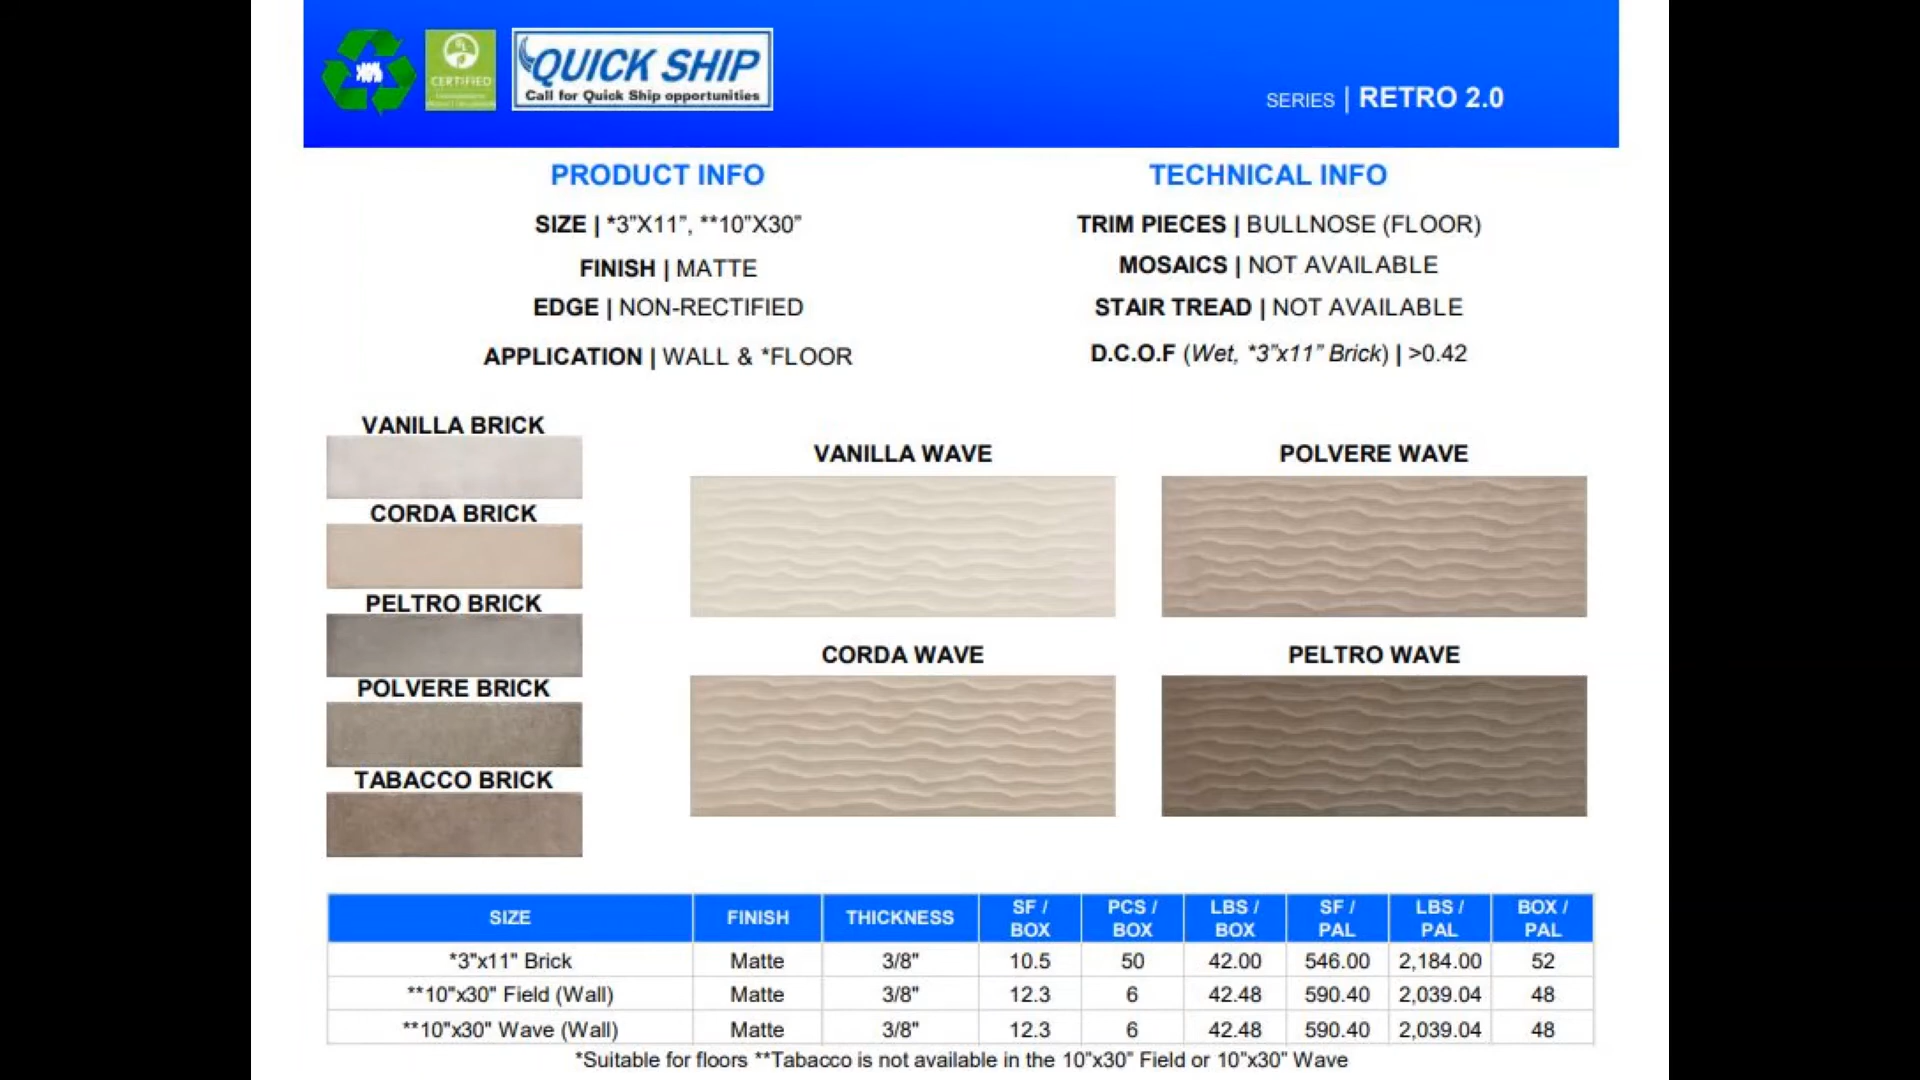 CERTIFIED
QUICK SHIP
Call for Quick Ship opportunities
SERIES | RETRO 2.0
PRODUCT INFO
SIZE | *3”X11”, **10”X30”
FINISH | MATTE
EDGE | NON-RECTIFIED
APPLICATION | WALL & *FLOOR
TECHNICAL INFO
TRIM PIECES | BULLNOSE (FLOOR)
MOSAICS | NOT AVAILABLE
STAIR TREAD | NOT AVAILABLE
D.C.O.F (Wet, *3”x11” Brick) | >0.42
VANILLA BRICK
CORDA BRICK
PELTRO BRICK
POLVERE BRICK
TABACCO BRICK
VANILLA WAVE
POLVERE WAVE
CORDA WAVE
PELTRO WAVE
SIZE FINISH THICKNESS SF / BOX PCS / BOX LBS / BOX SF / PAL LBS / PAL BOX / PAL
*3"x11" Brick Matte 3/8" 10.5 50 42.00 546.00 2,184.00 52
**10"x30" Field (Wall) Matte 3/8" 12.3 6 42.48 590.40 2,039.04 48
**10"x30" Wave (Wall) Matte 3/8" 12.3 6 42.48 590.40 2,039.04 48
*Suitable for floors **Tabacco is not available in the 10"x30” Field or 10"x30” Wave